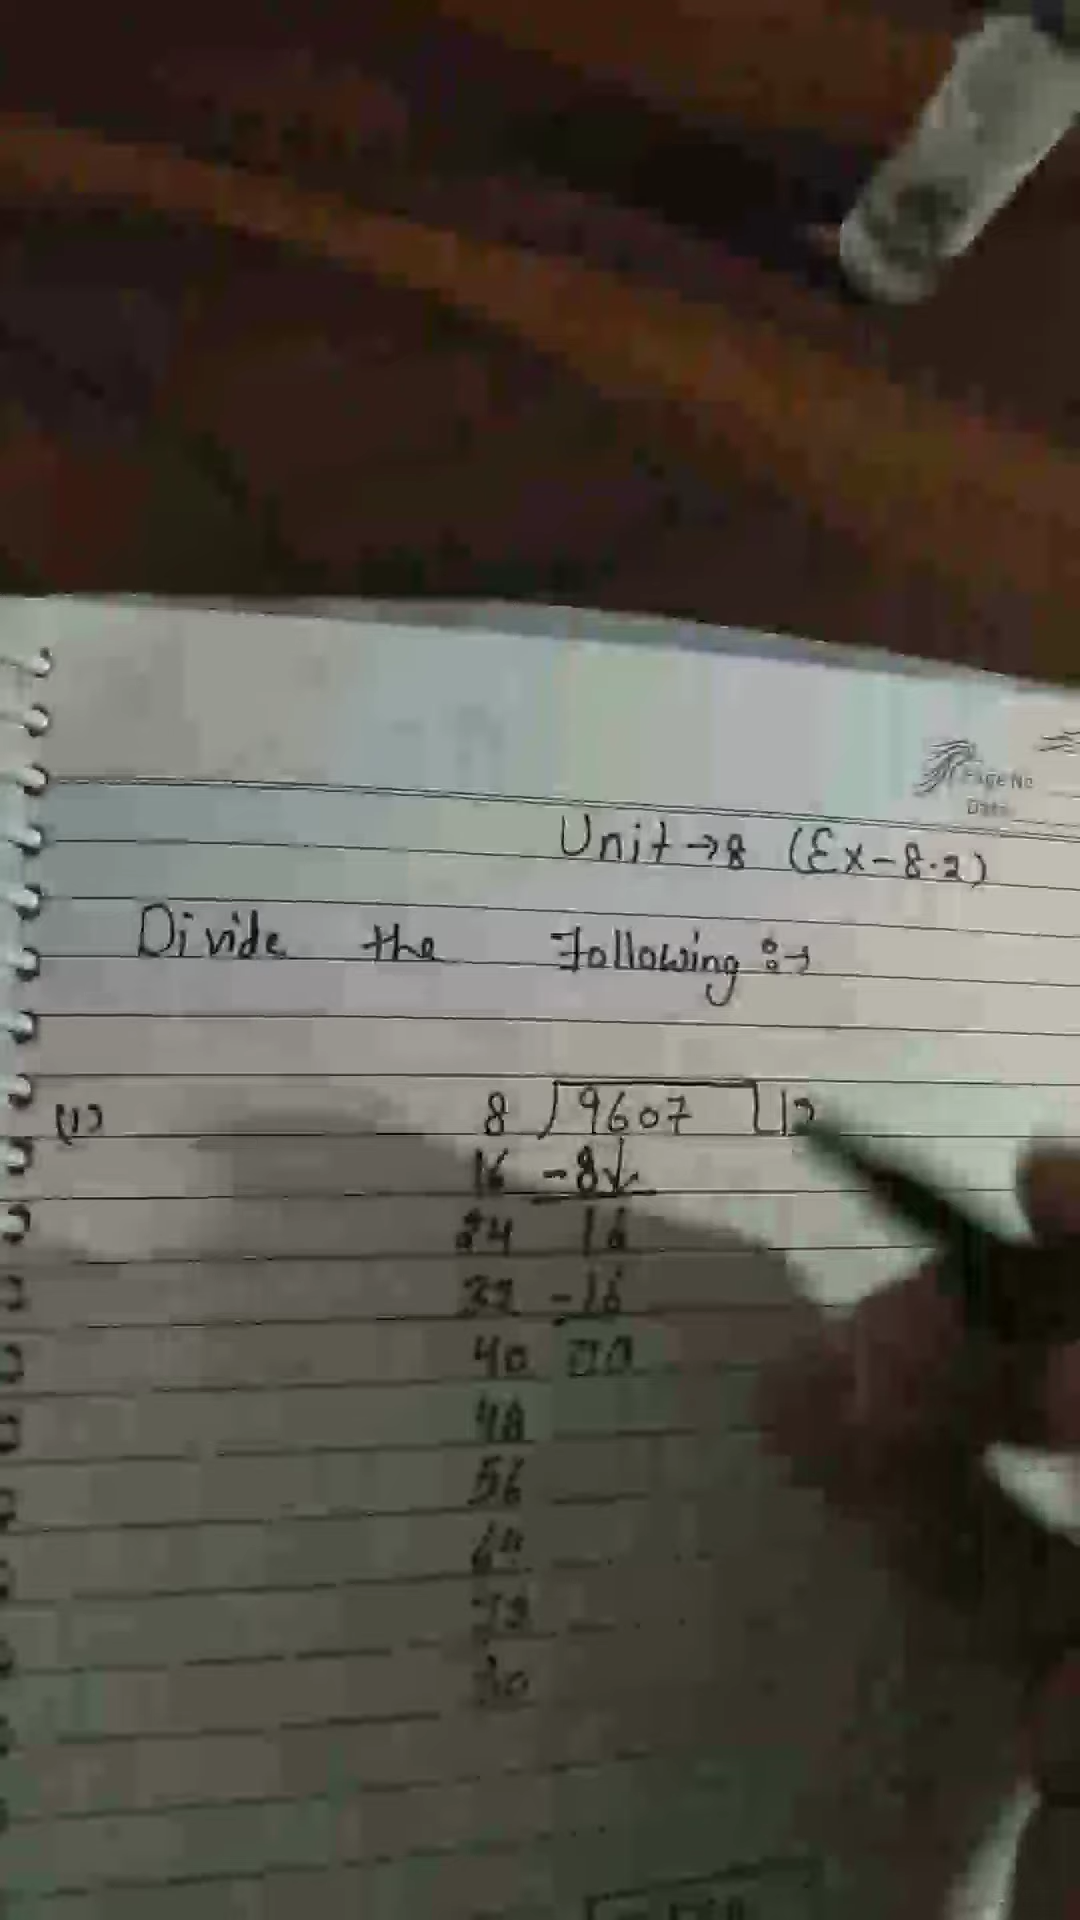 Page No
Date
Unit → 8 (Ex - 8.2)
Divide the Following :→
(1) 8 ) 9607 | 12
16 - 8↓
24 16
32 - 16
40 00
48
56
64
72
80